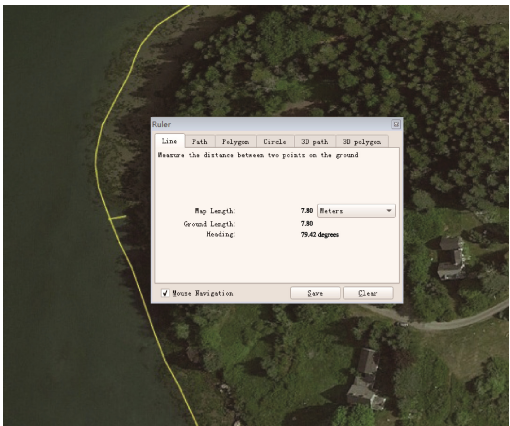 Ruler
Line Path Polygon Circle 3D path 3D polygon
Measure the distance between two points on the ground
Map Length: 7.80 Meters
Ground Length: 7.80
Heading: 79.42 degrees
Mouse Navigation Save Clear